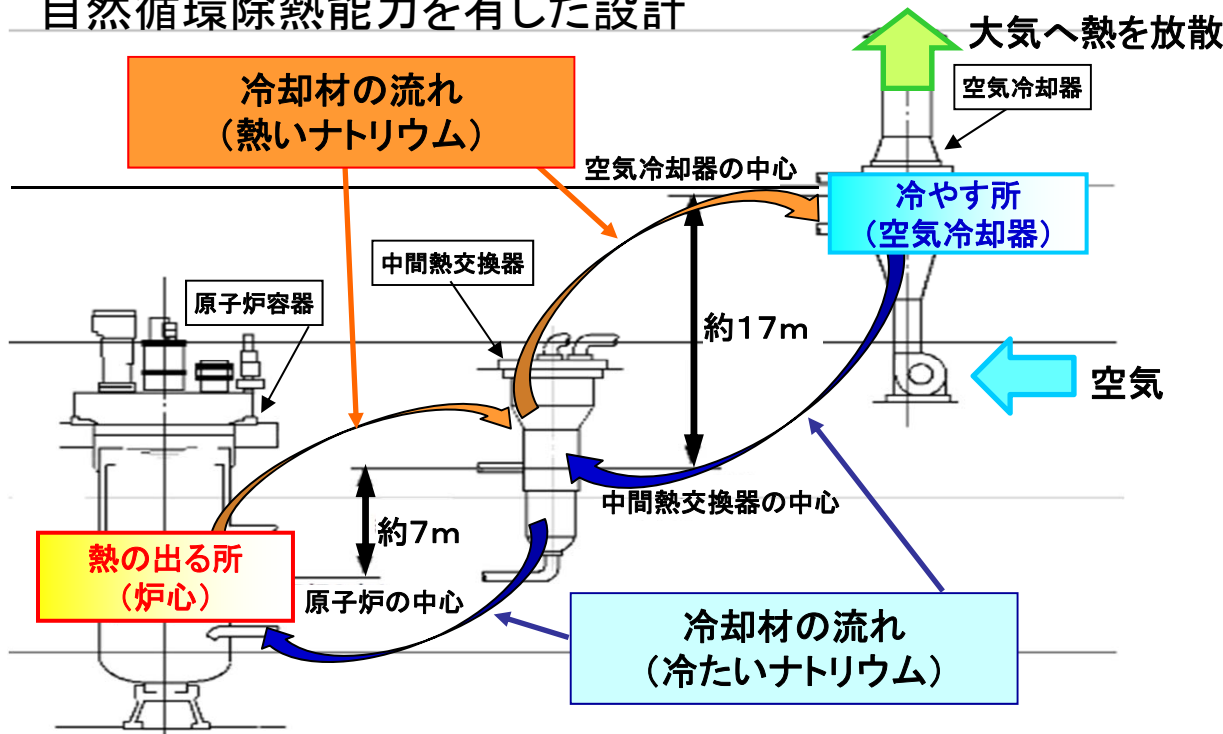 自然循環除熱能力を有した設計
大気へ熱を放散
冷却材の流れ
（熱いナトリウム）
空気冷却器
空気冷却器の中心
冷やす所
（空気冷却器）
中間熱交換器
原子炉容器
約17m
空気
中間熱交換器の中心
約7m
熱の出る所
（炉心）
原子炉の中心
冷却材の流れ
（冷たいナトリウム）